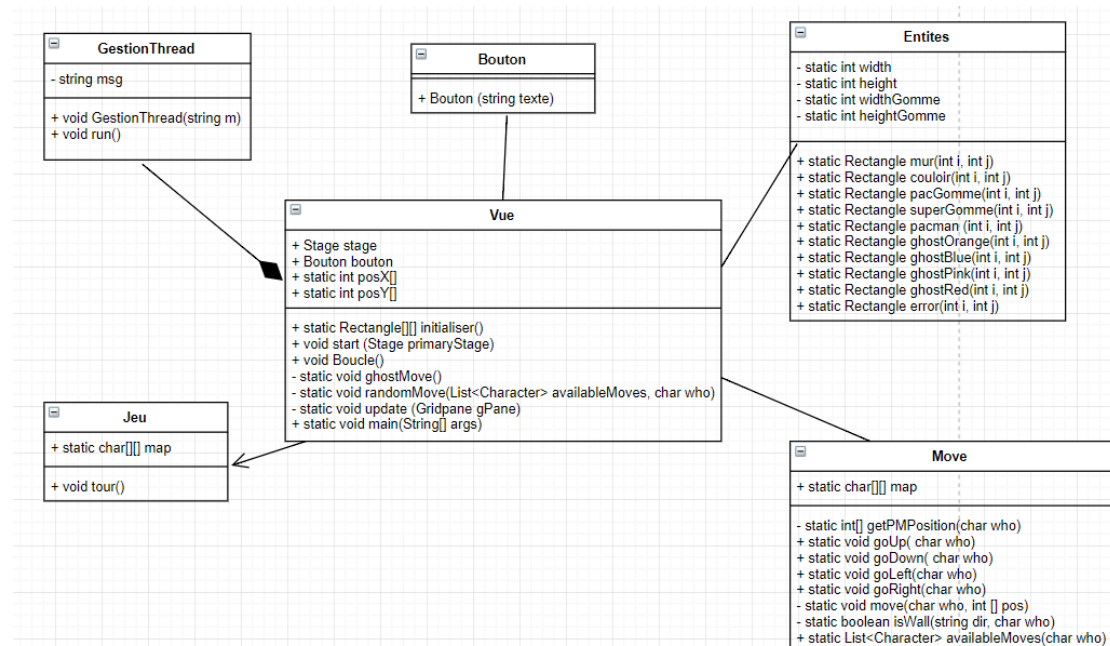 GestionThread
- string msg
+ void GestionThread(string m)
+ void run()
Bouton
+ Bouton (string texte)
Entites
- static int width
- static int height
- static int widthGomme
- static int heightGomme
+ static Rectangle mur(int i, int j)
+ static Rectangle couloir(int i, int j)
+ static Rectangle pacGomme(int i, int j)
+ static Rectangle superGomme(int i, int j)
+ static Rectangle pacman (int i, int j)
+ static Rectangle ghostOrange(int i, int j)
+ static Rectangle ghostBlue(int i, int j)
+ static Rectangle ghostPink(int i, int j)
+ static Rectangle ghostRed(int i, int j)
+ static Rectangle error(int i, int j)
Vue
+ Stage stage
+ Bouton bouton
+ static int posX[]
+ static int posY[]
+ static Rectangle[][] initialiser()
+ void start (Stage primaryStage)
+ void Boucle()
- static void ghostMove()
- static void randomMove(List<Character> availableMoves, char who)
- static void update (Gridpane gPane)
+ static void main(String[] args)
Jeu
+ static char[][] map
+ void tour()
Move
+ static char[][] map
- static int[] getPMPosition(char who)
+ static void goUp( char who)
+ static void goDown( char who)
+ static void goLeft(char who)
+ static void goRight(char who)
- static void move(char who, int [] pos)
- static boolean isWall(string dir, char who)
+ static List<Character> availableMoves(char who)